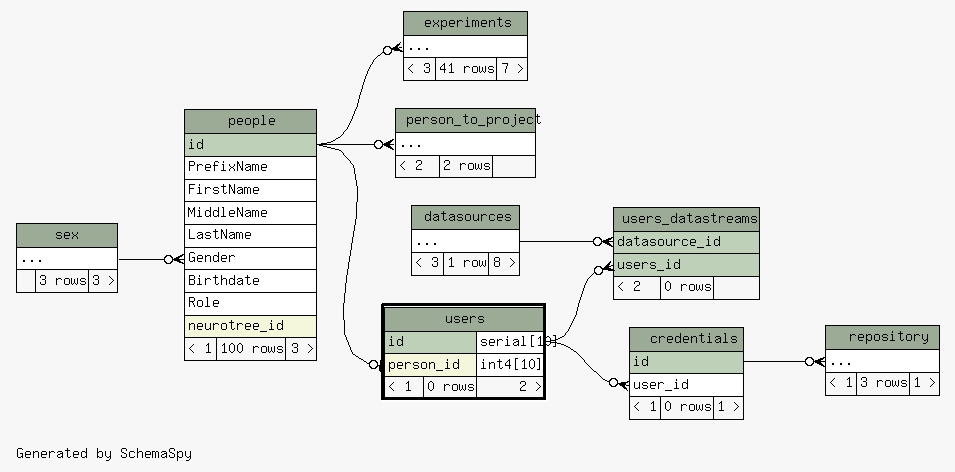 experiments
...
< 3 41 rows 7 >
people
id
PrefixName
FirstName
MiddleName
LastName
Gender
Birthdate
Role
neurotree_id
< 1 100 rows 3 >
person_to_project
...
< 2 2 rows
sex
...
3 rows 3 >
datasources
...
< 3 1 row 8 >
users_datastreams
datasource_id
users_id
< 2 0 rows
users
id serial[10]
person_id int4[10]
< 1 0 rows 2 >
credentials
id
user_id
< 1 0 rows 1 >
repository
...
< 1 3 rows 1 >
Generated by SchemaSpy